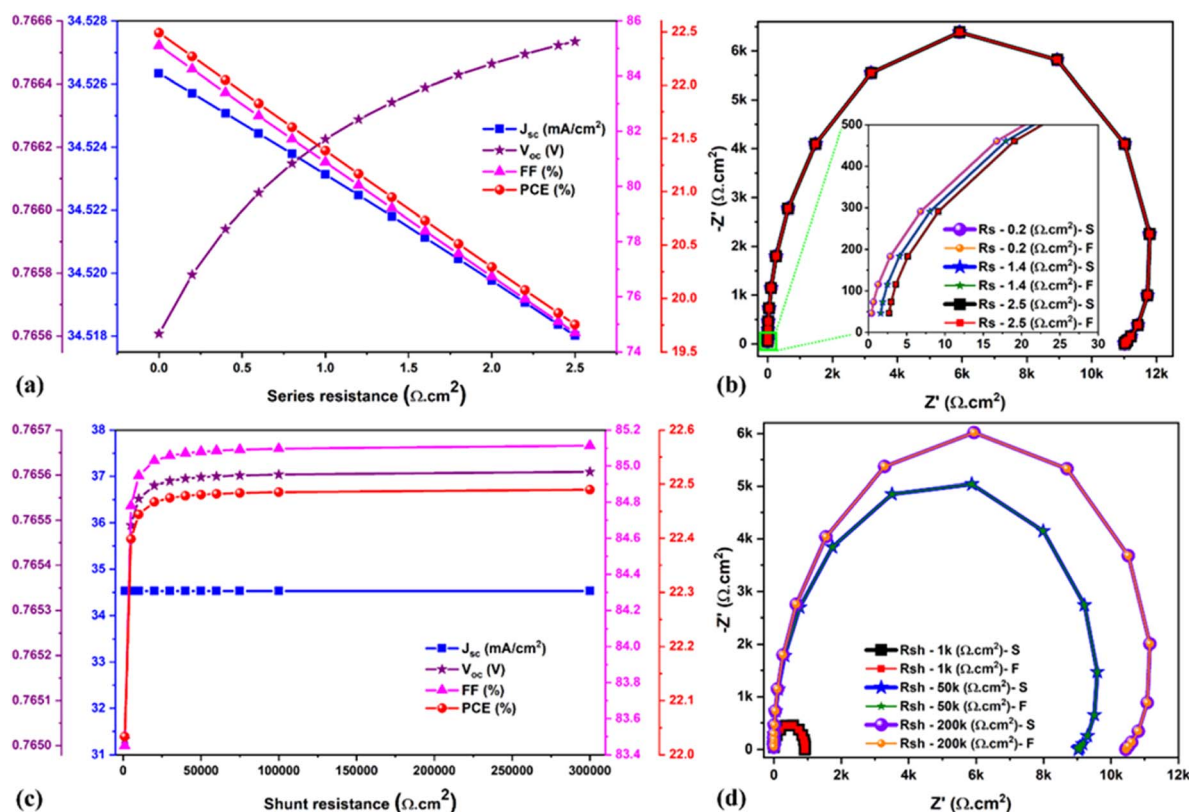 0.7666
0.7664
0.7662
0.7660
0.7658
0.7656
34.528
34.526
34.524
34.522
34.520
34.518
Jsc (mA/cm²)
Voc (V)
FF (%)
PCE (%)
86
84
82
80
78
76
74
22.5
22.0
21.5
21.0
20.5
20.0
19.5
0.0 0.5 1.0 1.5 2.0 2.5
Series resistance (Ω.cm²)
(a)
-Z' (Ω.cm²)
6k
5k
4k
3k
2k
1k
0
500
400
300
200
100
0
0 5 10 15 20 25 30
Rs - 0.2 (Ω.cm²)- S
Rs - 0.2 (Ω.cm²)- F
Rs - 1.4 (Ω.cm²)- S
Rs - 1.4 (Ω.cm²)- F
Rs - 2.5 (Ω.cm²)- S
Rs - 2.5 (Ω.cm²)- F
0 2k 4k 6k 8k 10k 12k
Z' (Ω.cm²)
(b)
0.7657
0.7656
0.7655
0.7654
0.7653
0.7652
0.7651
0.7650
38
37
36
35
34
33
32
31
Jsc (mA/cm²)
Voc (V)
FF (%)
PCE (%)
85.2
85.0
84.8
84.6
84.4
84.2
84.0
83.8
83.6
83.4
22.6
22.5
22.4
22.3
22.2
22.1
22.0
0 50000 100000 150000 200000 250000 300000
Shunt resistance (Ω.cm²)
(c)
-Z' (Ω.cm²)
6k
5k
4k
3k
2k
1k
0
Rsh - 1k (Ω.cm²)- S
Rsh - 1k (Ω.cm²)- F
Rsh - 50k (Ω.cm²)- S
Rsh - 50k (Ω.cm²)- F
Rsh - 200k (Ω.cm²)- S
Rsh - 200k (Ω.cm²)- F
0 2k 4k 6k 8k 10k 12k
Z' (Ω.cm²)
(d)